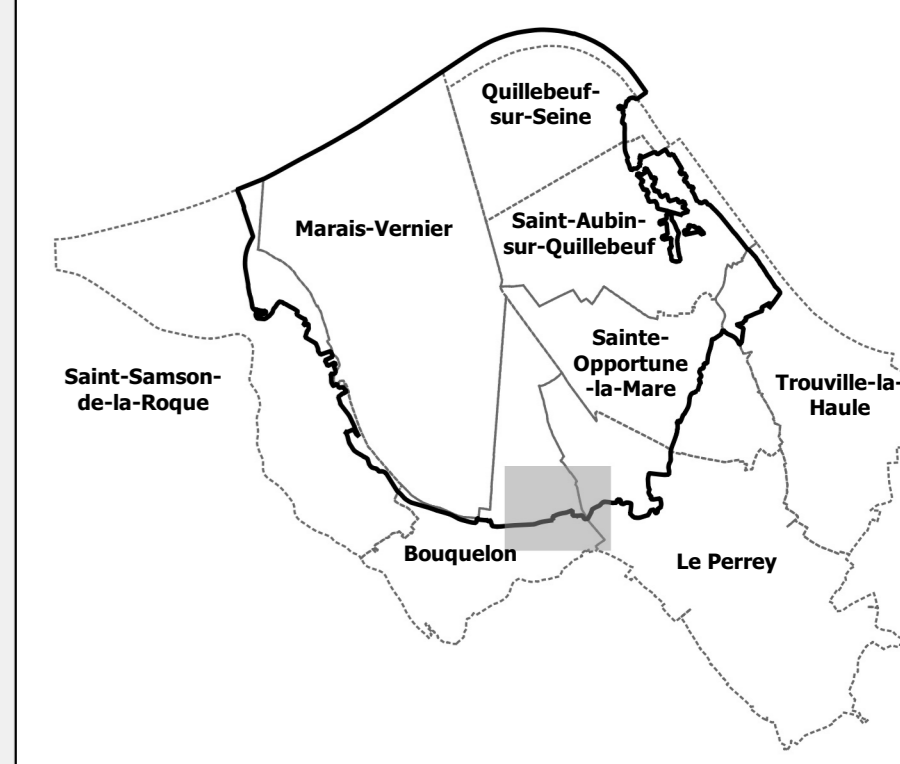 Quillebeuf-
sur-Seine
Marais-Vernier
Saint-Aubin-
sur-Quillebeuf
Sainte-
Opportune
-la-Mare
Saint-Samson-
de-la-Roque
Trouville-la-
Haule
Bouquelon
Le Perrey